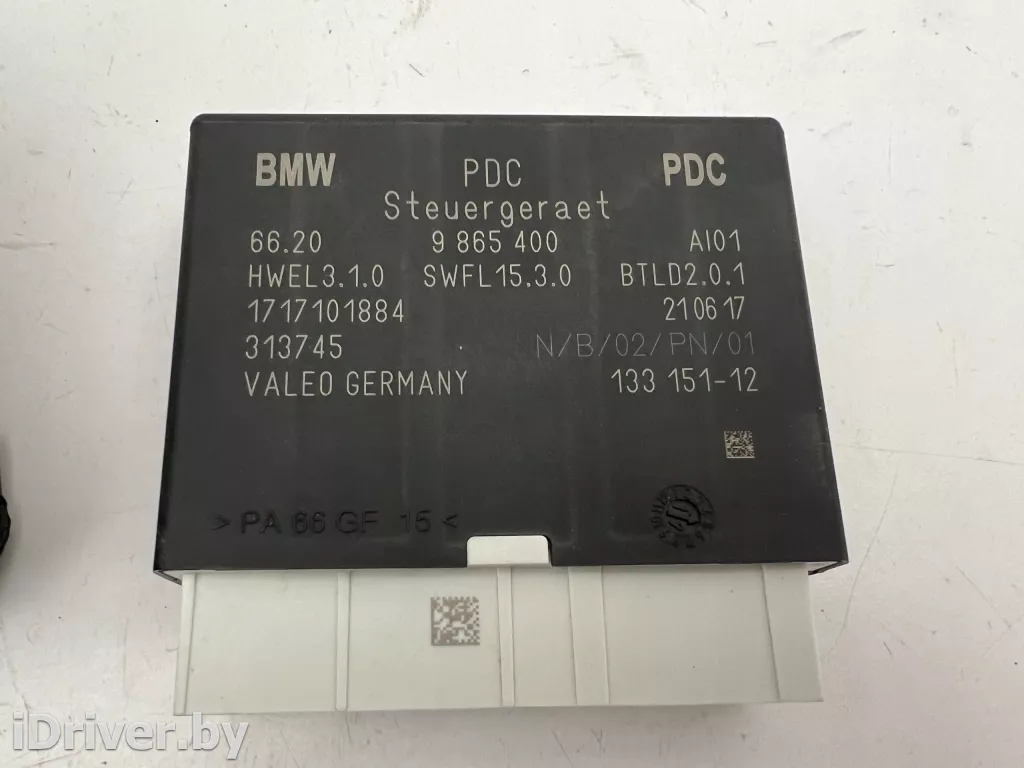 BMW PDC PDC
Steuergeraet
66.20 9 865 400 AI01
HWEL3.1.0 SWFL15.3.0 BTLD2.0.1
1717101884 210617
313745 N/B/02/PN/01
VALEO GERMANY 133 151-12
>PA 66 GF 15<
iDriver.by